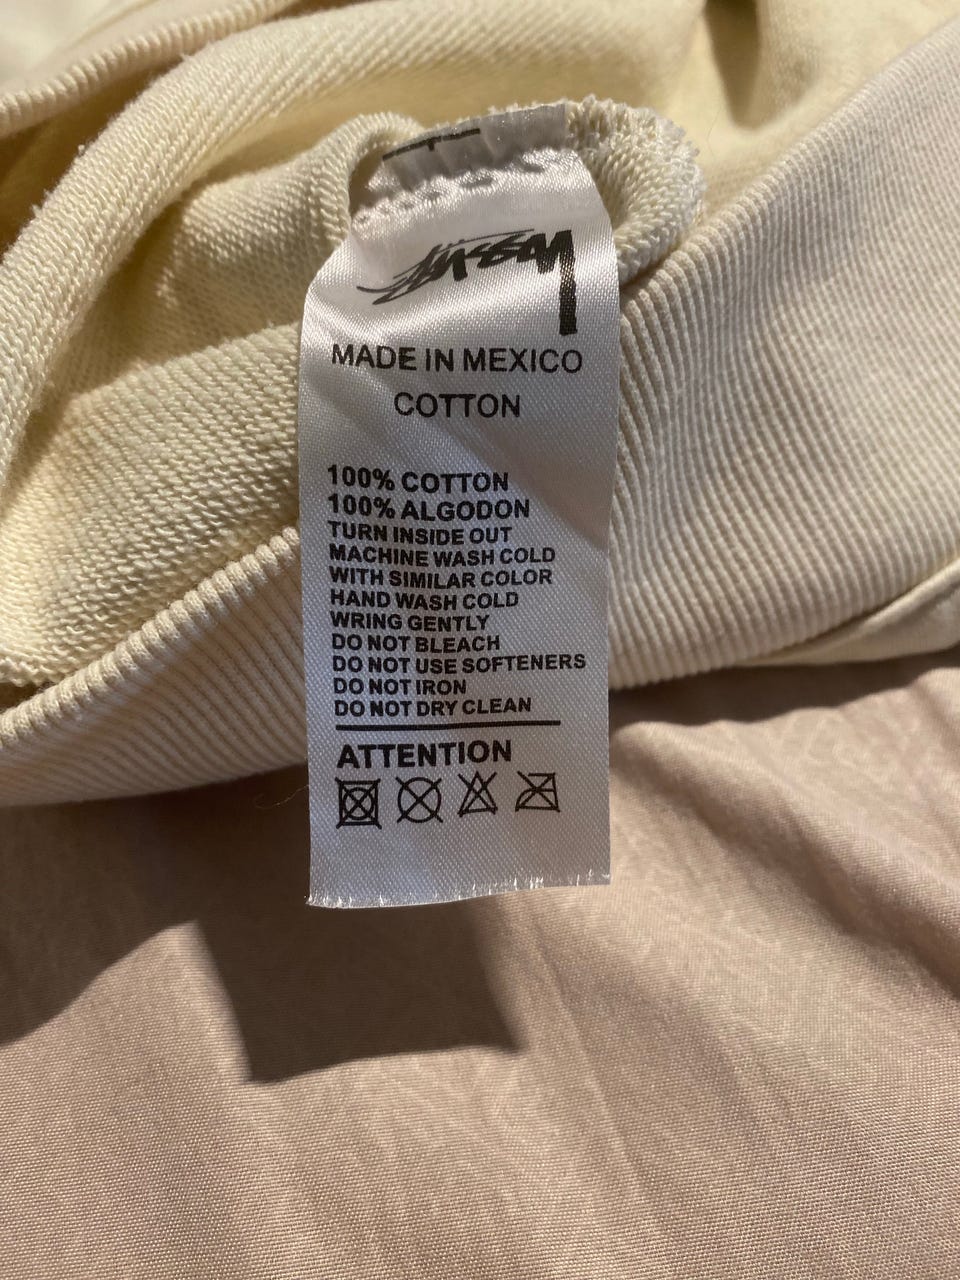 Stüssy
MADE IN MEXICO
COTTON
100% COTTON
100% ALGODON
TURN INSIDE OUT
MACHINE WASH COLD
WITH SIMILAR COLOR
HAND WASH COLD
WRING GENTLY
DO NOT BLEACH
DO NOT USE SOFTENERS
DO NOT IRON
DO NOT DRY CLEAN
ATTENTION